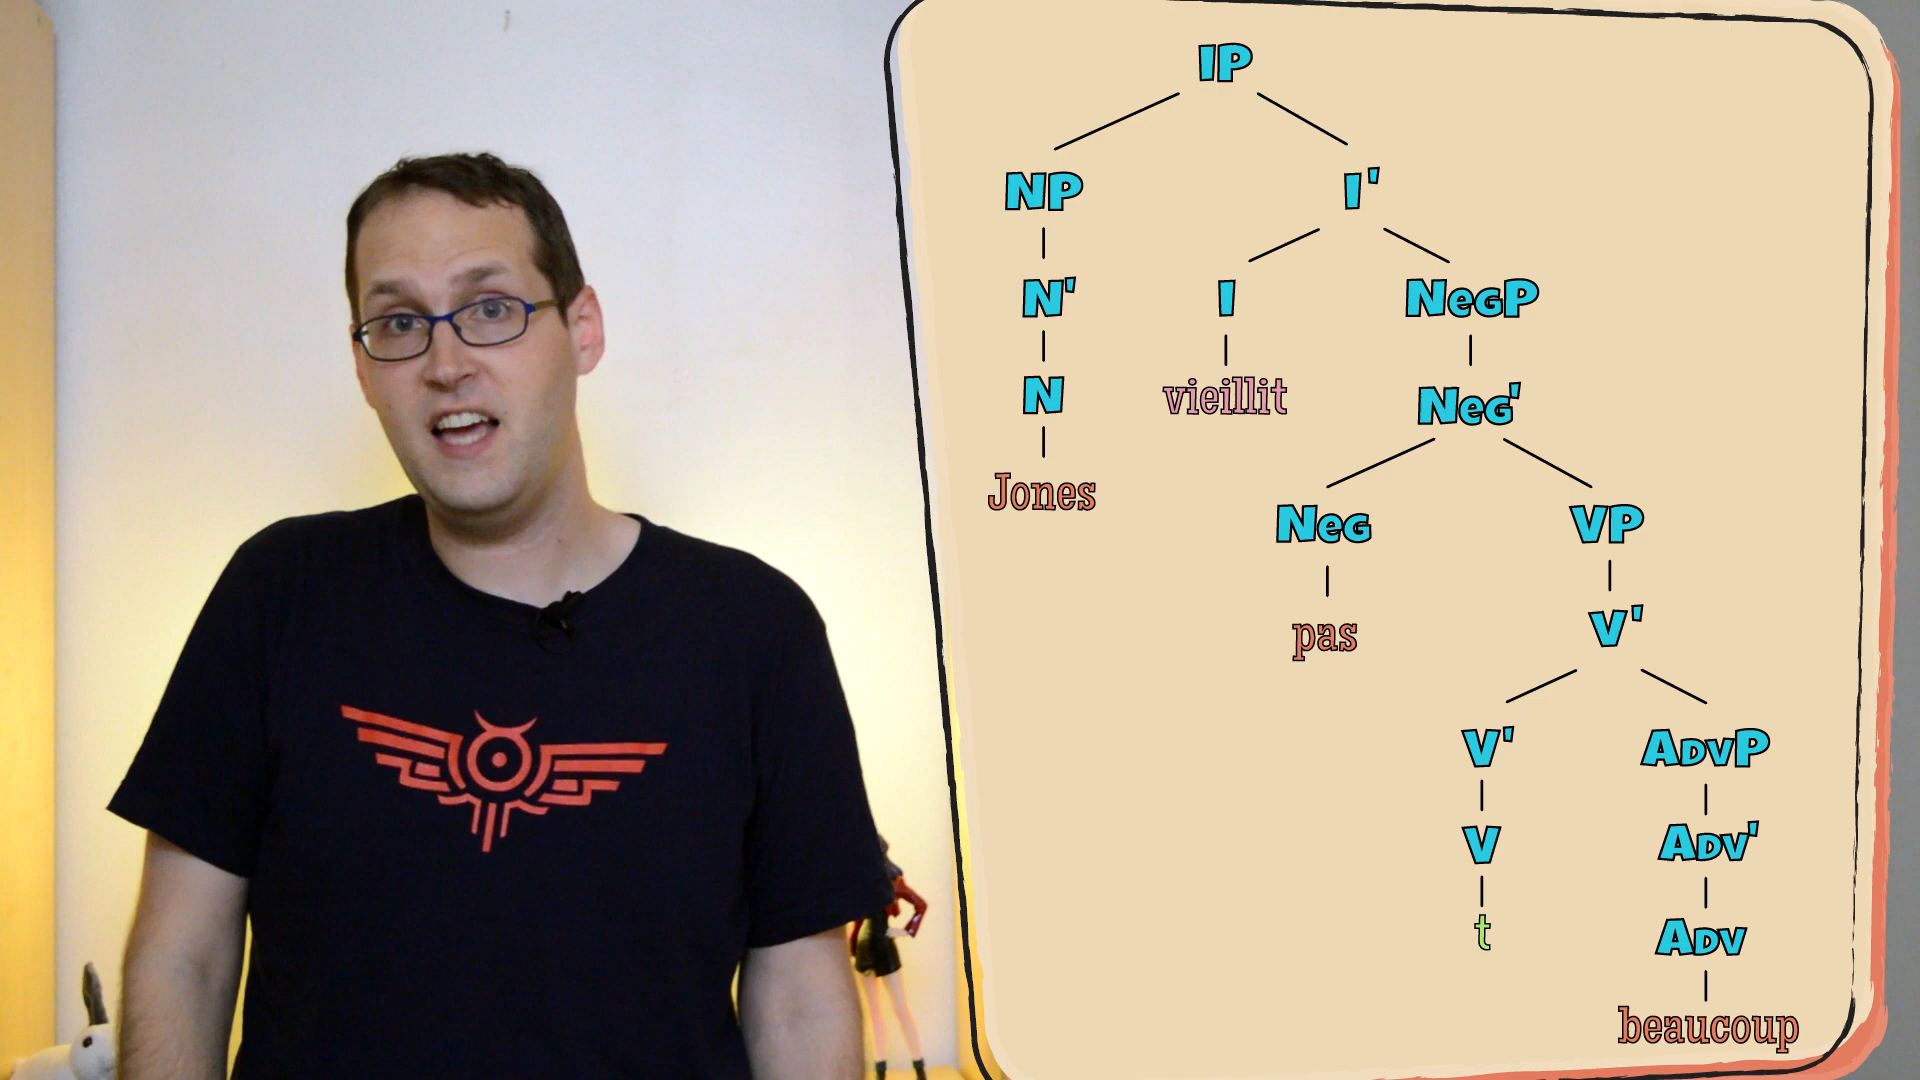 IP
NP I'
N' I NegP
N vieillit Neg'
Jones
Neg VP
pas V'
V' AdvP
V Adv'
t Adv
beaucoup